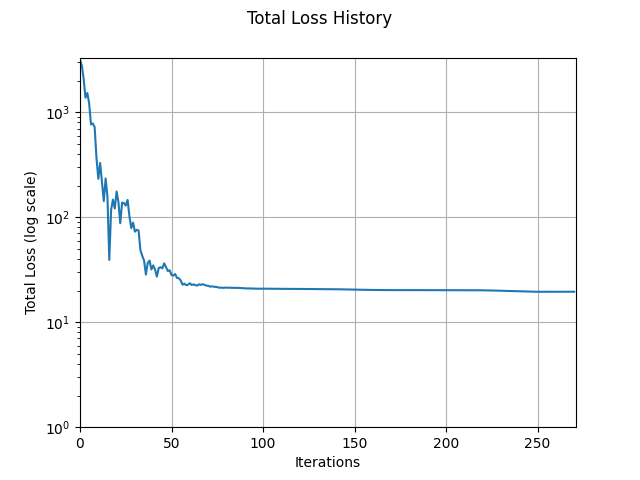 Total Loss History
Total Loss (log scale)
10³
10²
10¹
10⁰
0 50 100 150 200 250
Iterations